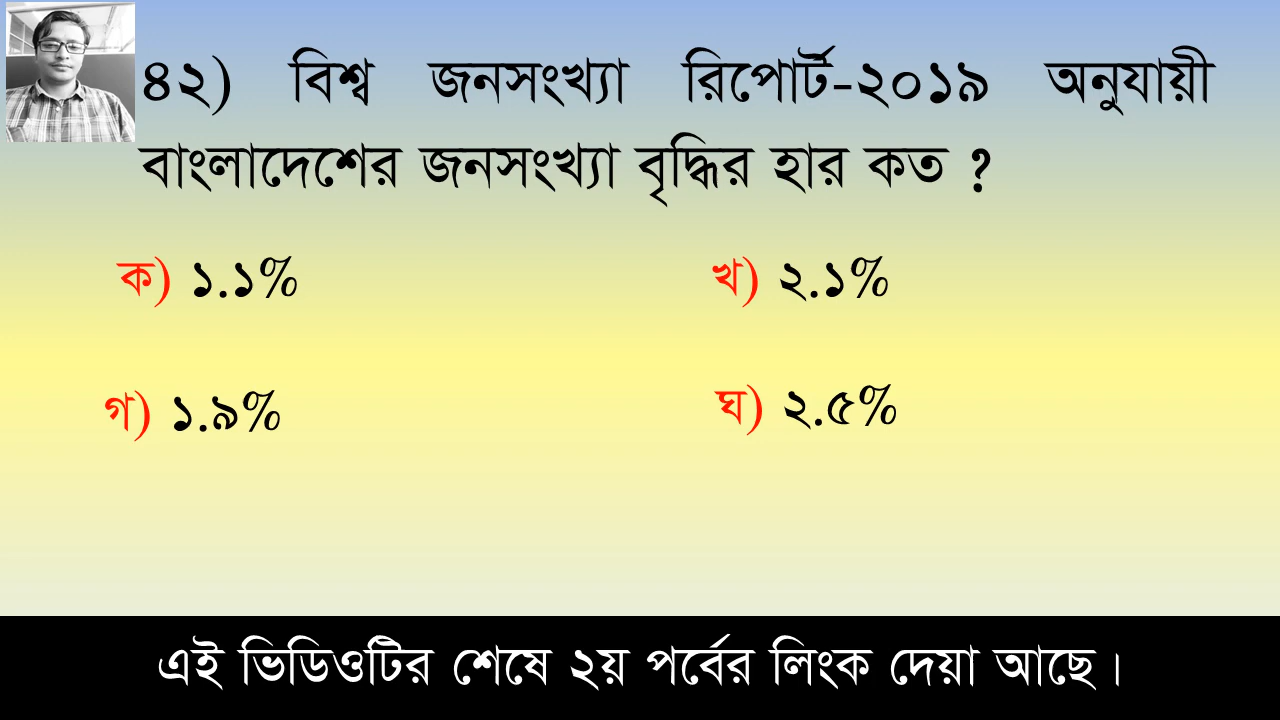 ৪২) বিশ্ব জনসংখ্যা রিপোর্ট-২০১৯ অনুযায়ী
বাংলাদেশের জনসংখ্যা বৃদ্ধির হার কত ?
ক) ১.১%
খ) ২.১%
গ) ১.৯%
ঘ) ২.৫%
এই ভিডিওটির শেষে ২য় পর্বের লিংক দেয়া আছে।